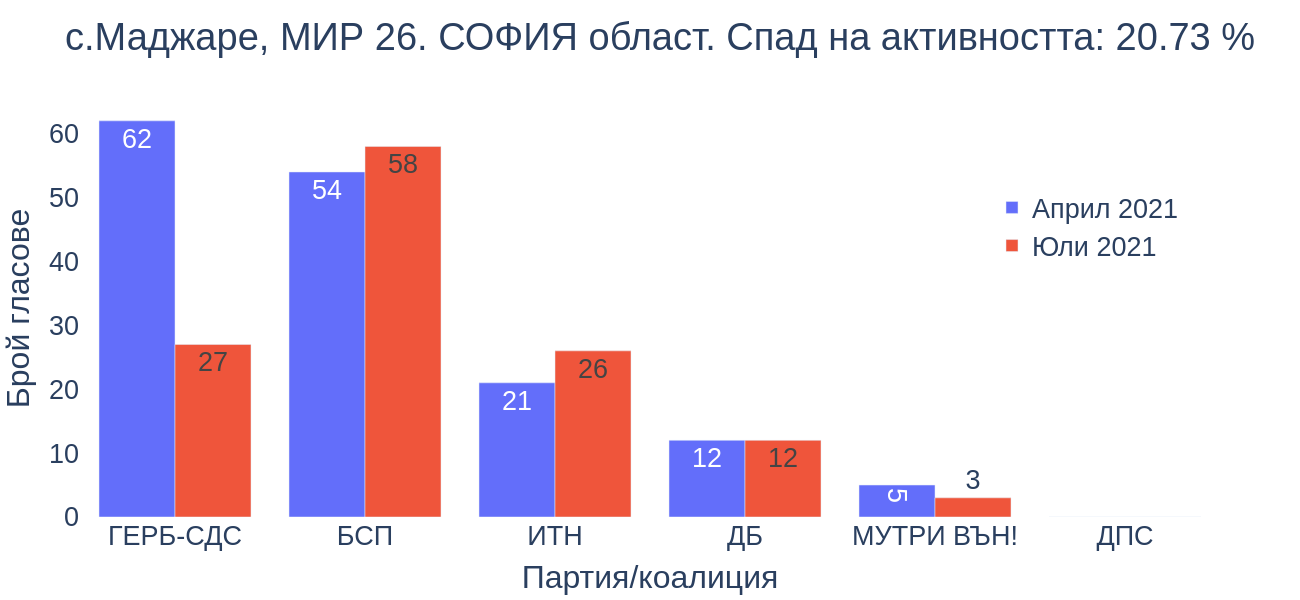 с.Маджаре, МИР 26. СОФИЯ област. Спад на активността: 20.73 %
Брой гласове
60
50
40
30
20
10
0
62
27
54
58
21
26
12
12
5
3
Април 2021
Юли 2021
ГЕРБ-СДС
БСП
ИТН
ДБ
МУТРИ ВЪН!
ДПС
Партия/коалиция